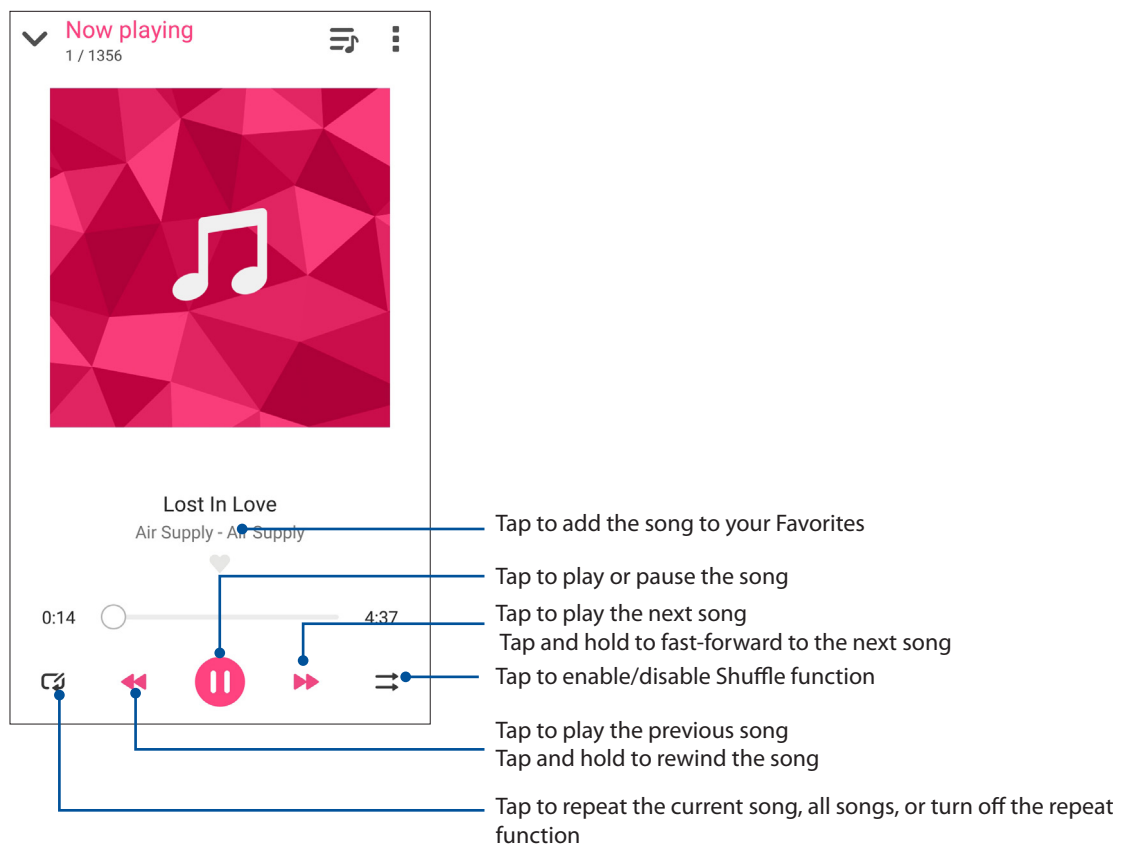 Now playing
1 / 1356
Lost In Love
Air Supply - Air Supply
0:14
4:37
Tap to add the song to your Favorites
Tap to play or pause the song
Tap to play the next song
Tap and hold to fast-forward to the next song
Tap to enable/disable Shuffle function
Tap to play the previous song
Tap and hold to rewind the song
Tap to repeat the current song, all songs, or turn off the repeat
function